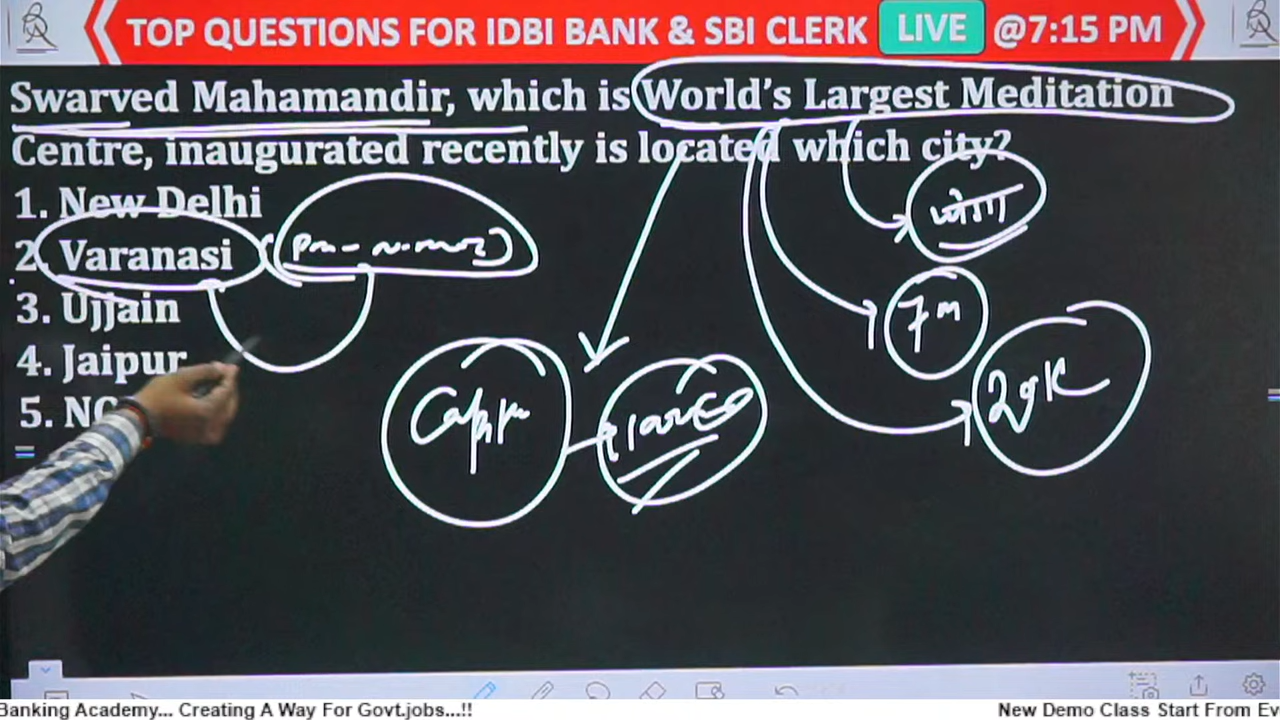 TOP QUESTIONS FOR IDBI BANK & SBI CLERK LIVE @7:15 PM
Swarved Mahamandir, which is World's Largest Meditation
Centre, inaugurated recently is located which city?
1. New Delhi
2. Varanasi
3. Ujjain
4. Jaipur
5.
7m
Banking Academy... Creating A Way For Govt.jobs...!!
New Demo Class Start From Ev